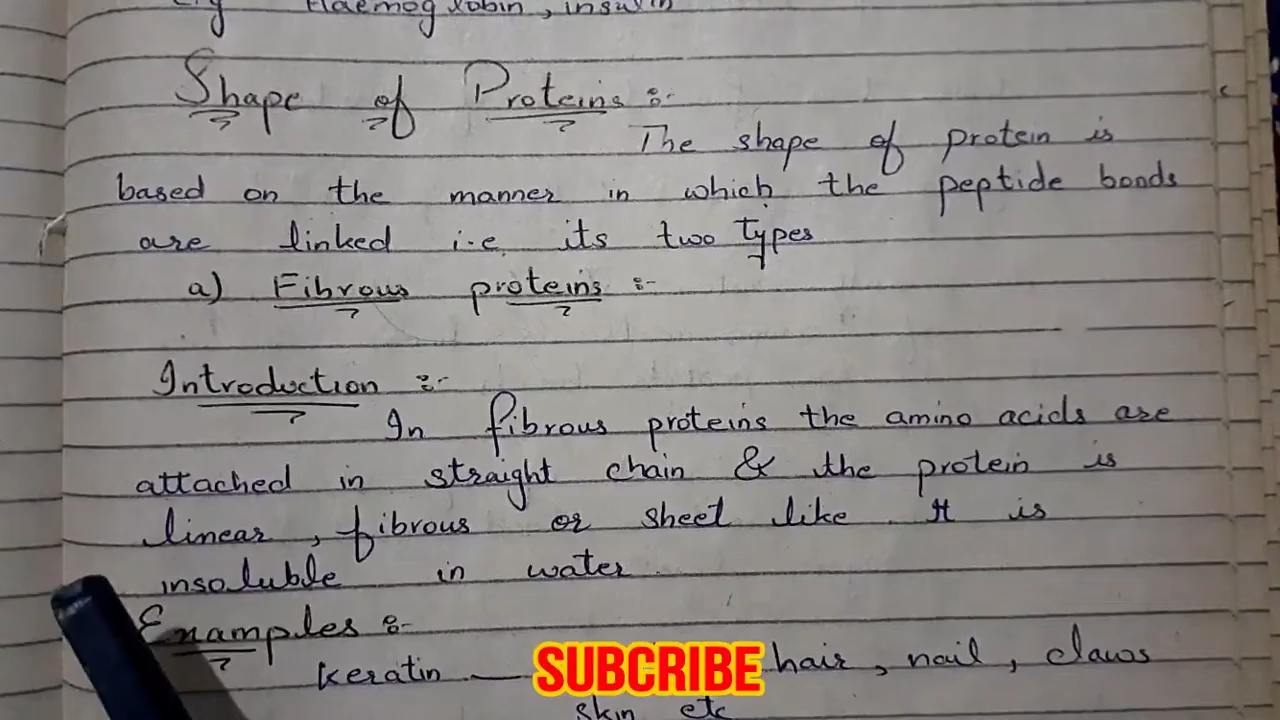 Eg Haemoglobin, insulin
Shape of Proteins :-
The shape of protein is
based on the manner in which the peptide bonds
are linked i.e. its two types
a) Fibrous proteins :-
Introduction :-
In fibrous proteins the amino acids are
attached in straight chain & the protein is
linear, fibrous or sheet like. It is
insoluble in water
Examples :-
keratin — SUBCRIBE hair, nail, claws
skin etc